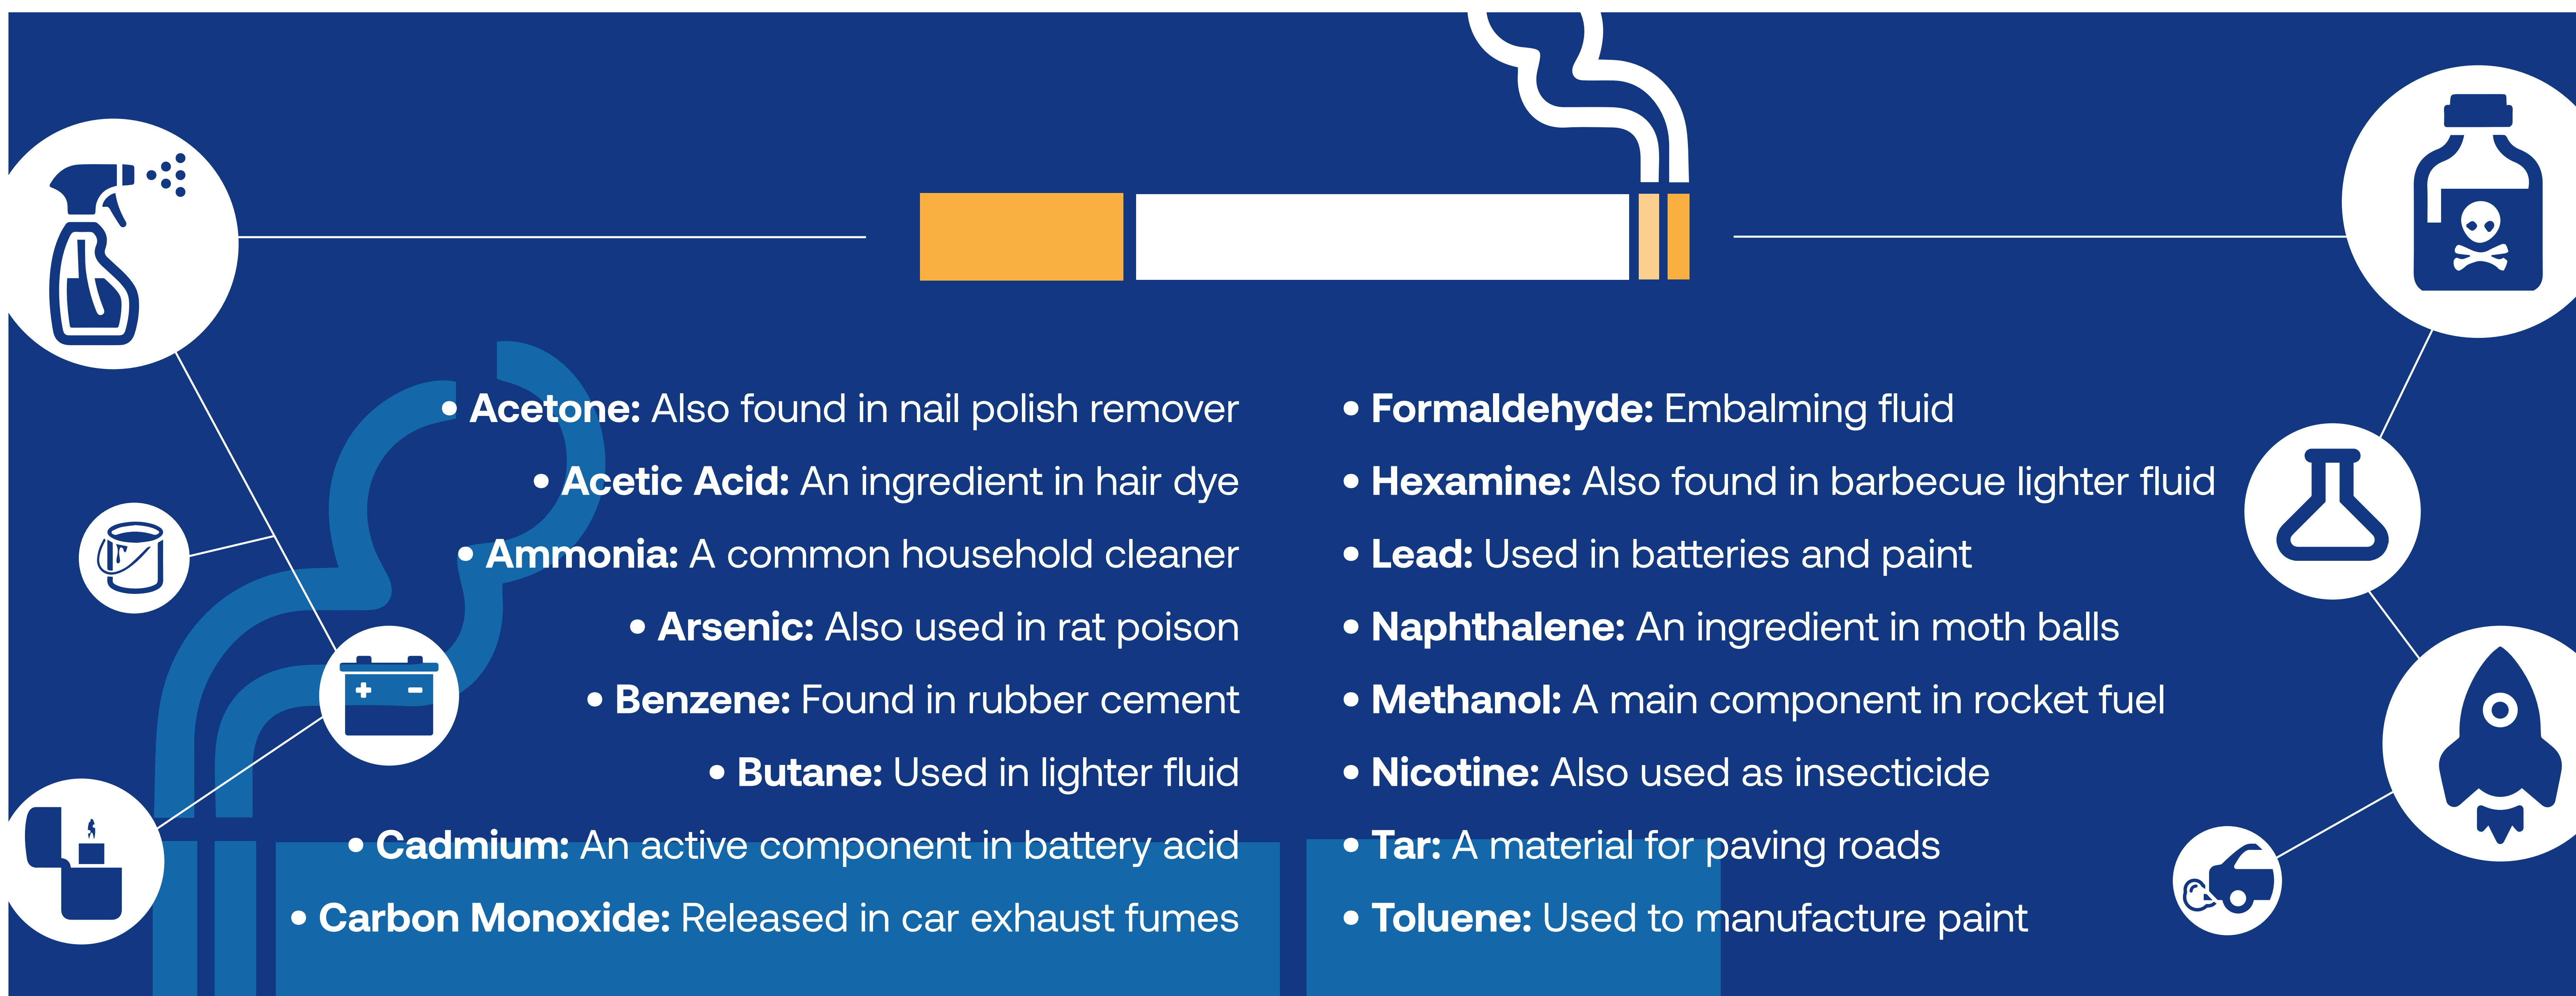 • Acetone: Also found in nail polish remover
• Acetic Acid: An ingredient in hair dye
• Ammonia: A common household cleaner
• Arsenic: Also used in rat poison
• Benzene: Found in rubber cement
• Butane: Used in lighter fluid
• Cadmium: An active component in battery acid
• Carbon Monoxide: Released in car exhaust fumes
• Formaldehyde: Embalming fluid
• Hexamine: Also found in barbecue lighter fluid
• Lead: Used in batteries and paint
• Naphthalene: An ingredient in moth balls
• Methanol: A main component in rocket fuel
• Nicotine: Also used as insecticide
• Tar: A material for paving roads
• Toluene: Used to manufacture paint